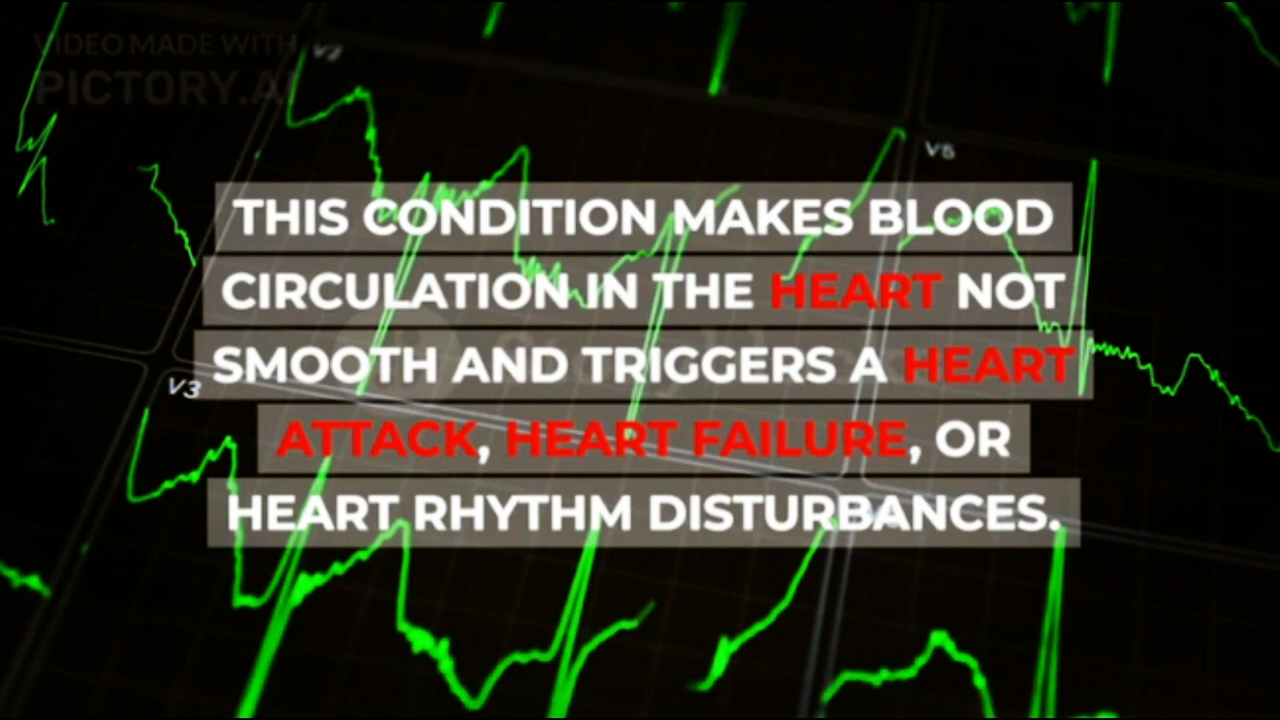 VIDEO MADE WITH
PICTORY.AI
V2
V5
THIS CONDITION MAKES BLOOD
CIRCULATION IN THE HEART NOT
SMOOTH AND TRIGGERS A HEART
V3
ATTACK, HEART FAILURE, OR
HEART RHYTHM DISTURBANCES.